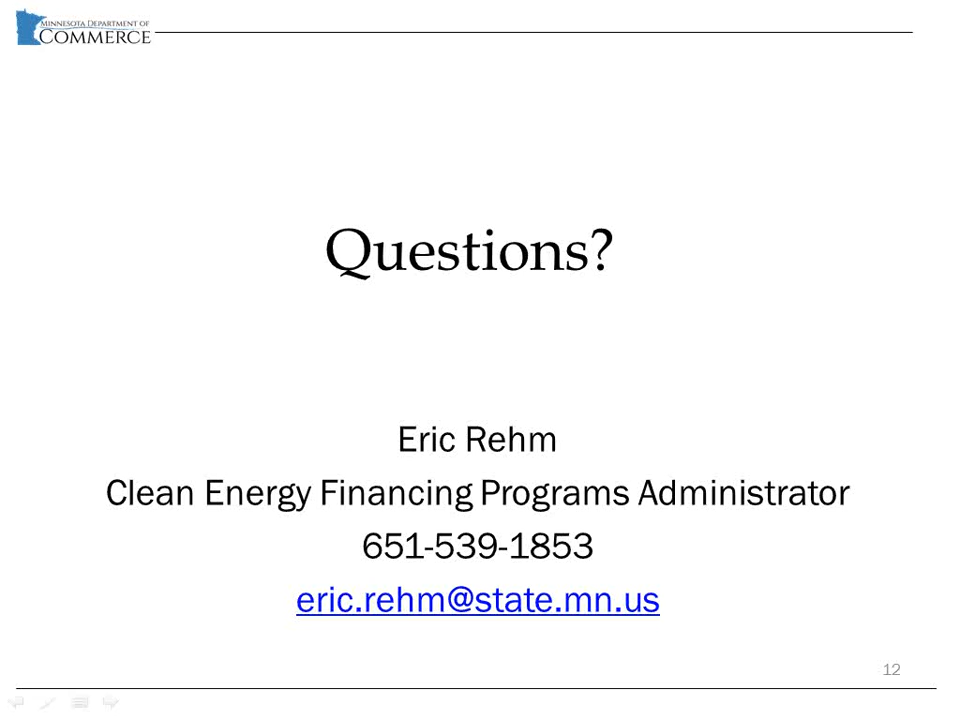 MINNESOTA DEPARTMENT OF
COMMERCE
Questions?
Eric Rehm
Clean Energy Financing Programs Administrator
651-539-1853
eric.rehm@state.mn.us
12